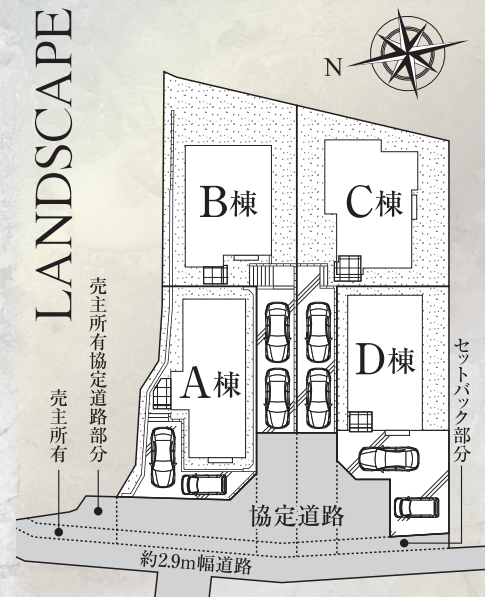 LANDSCAPE
N
B棟
C棟
A棟
D棟
売主所有協定道路部分
売主所有
セットバック部分
協定道路
約2.9m幅道路